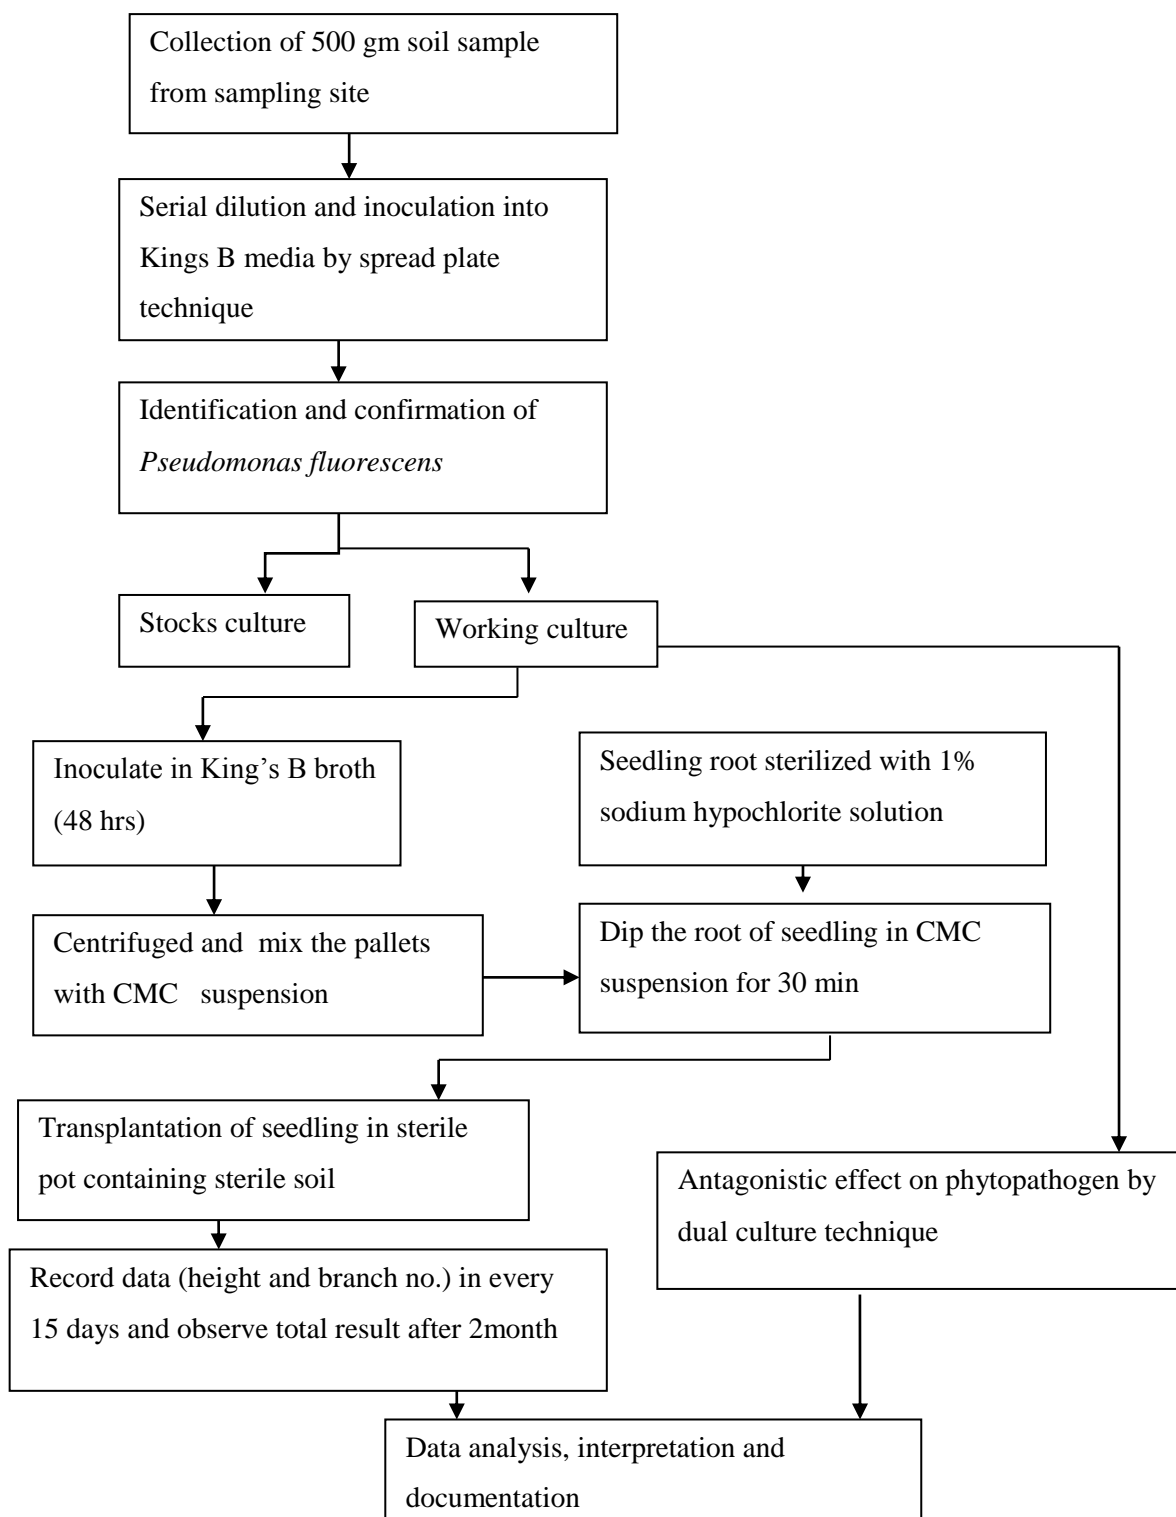 Collection of 500 gm soil sample
from sampling site
Serial dilution and inoculation into
Kings B media by spread plate
technique
Identification and confirmation of
Pseudomonas fluorescens
Stocks culture
Working culture
Inoculate in King’s B broth
(48 hrs)
Seedling root sterilized with 1%
sodium hypochlorite solution
Centrifuged and mix the pallets
with CMC suspension
Dip the root of seedling in CMC
suspension for 30 min
Transplantation of seedling in sterile
pot containing sterile soil
Antagonistic effect on phytopathogen by
dual culture technique
Record data (height and branch no.) in every
15 days and observe total result after 2month
Data analysis, interpretation and
documentation